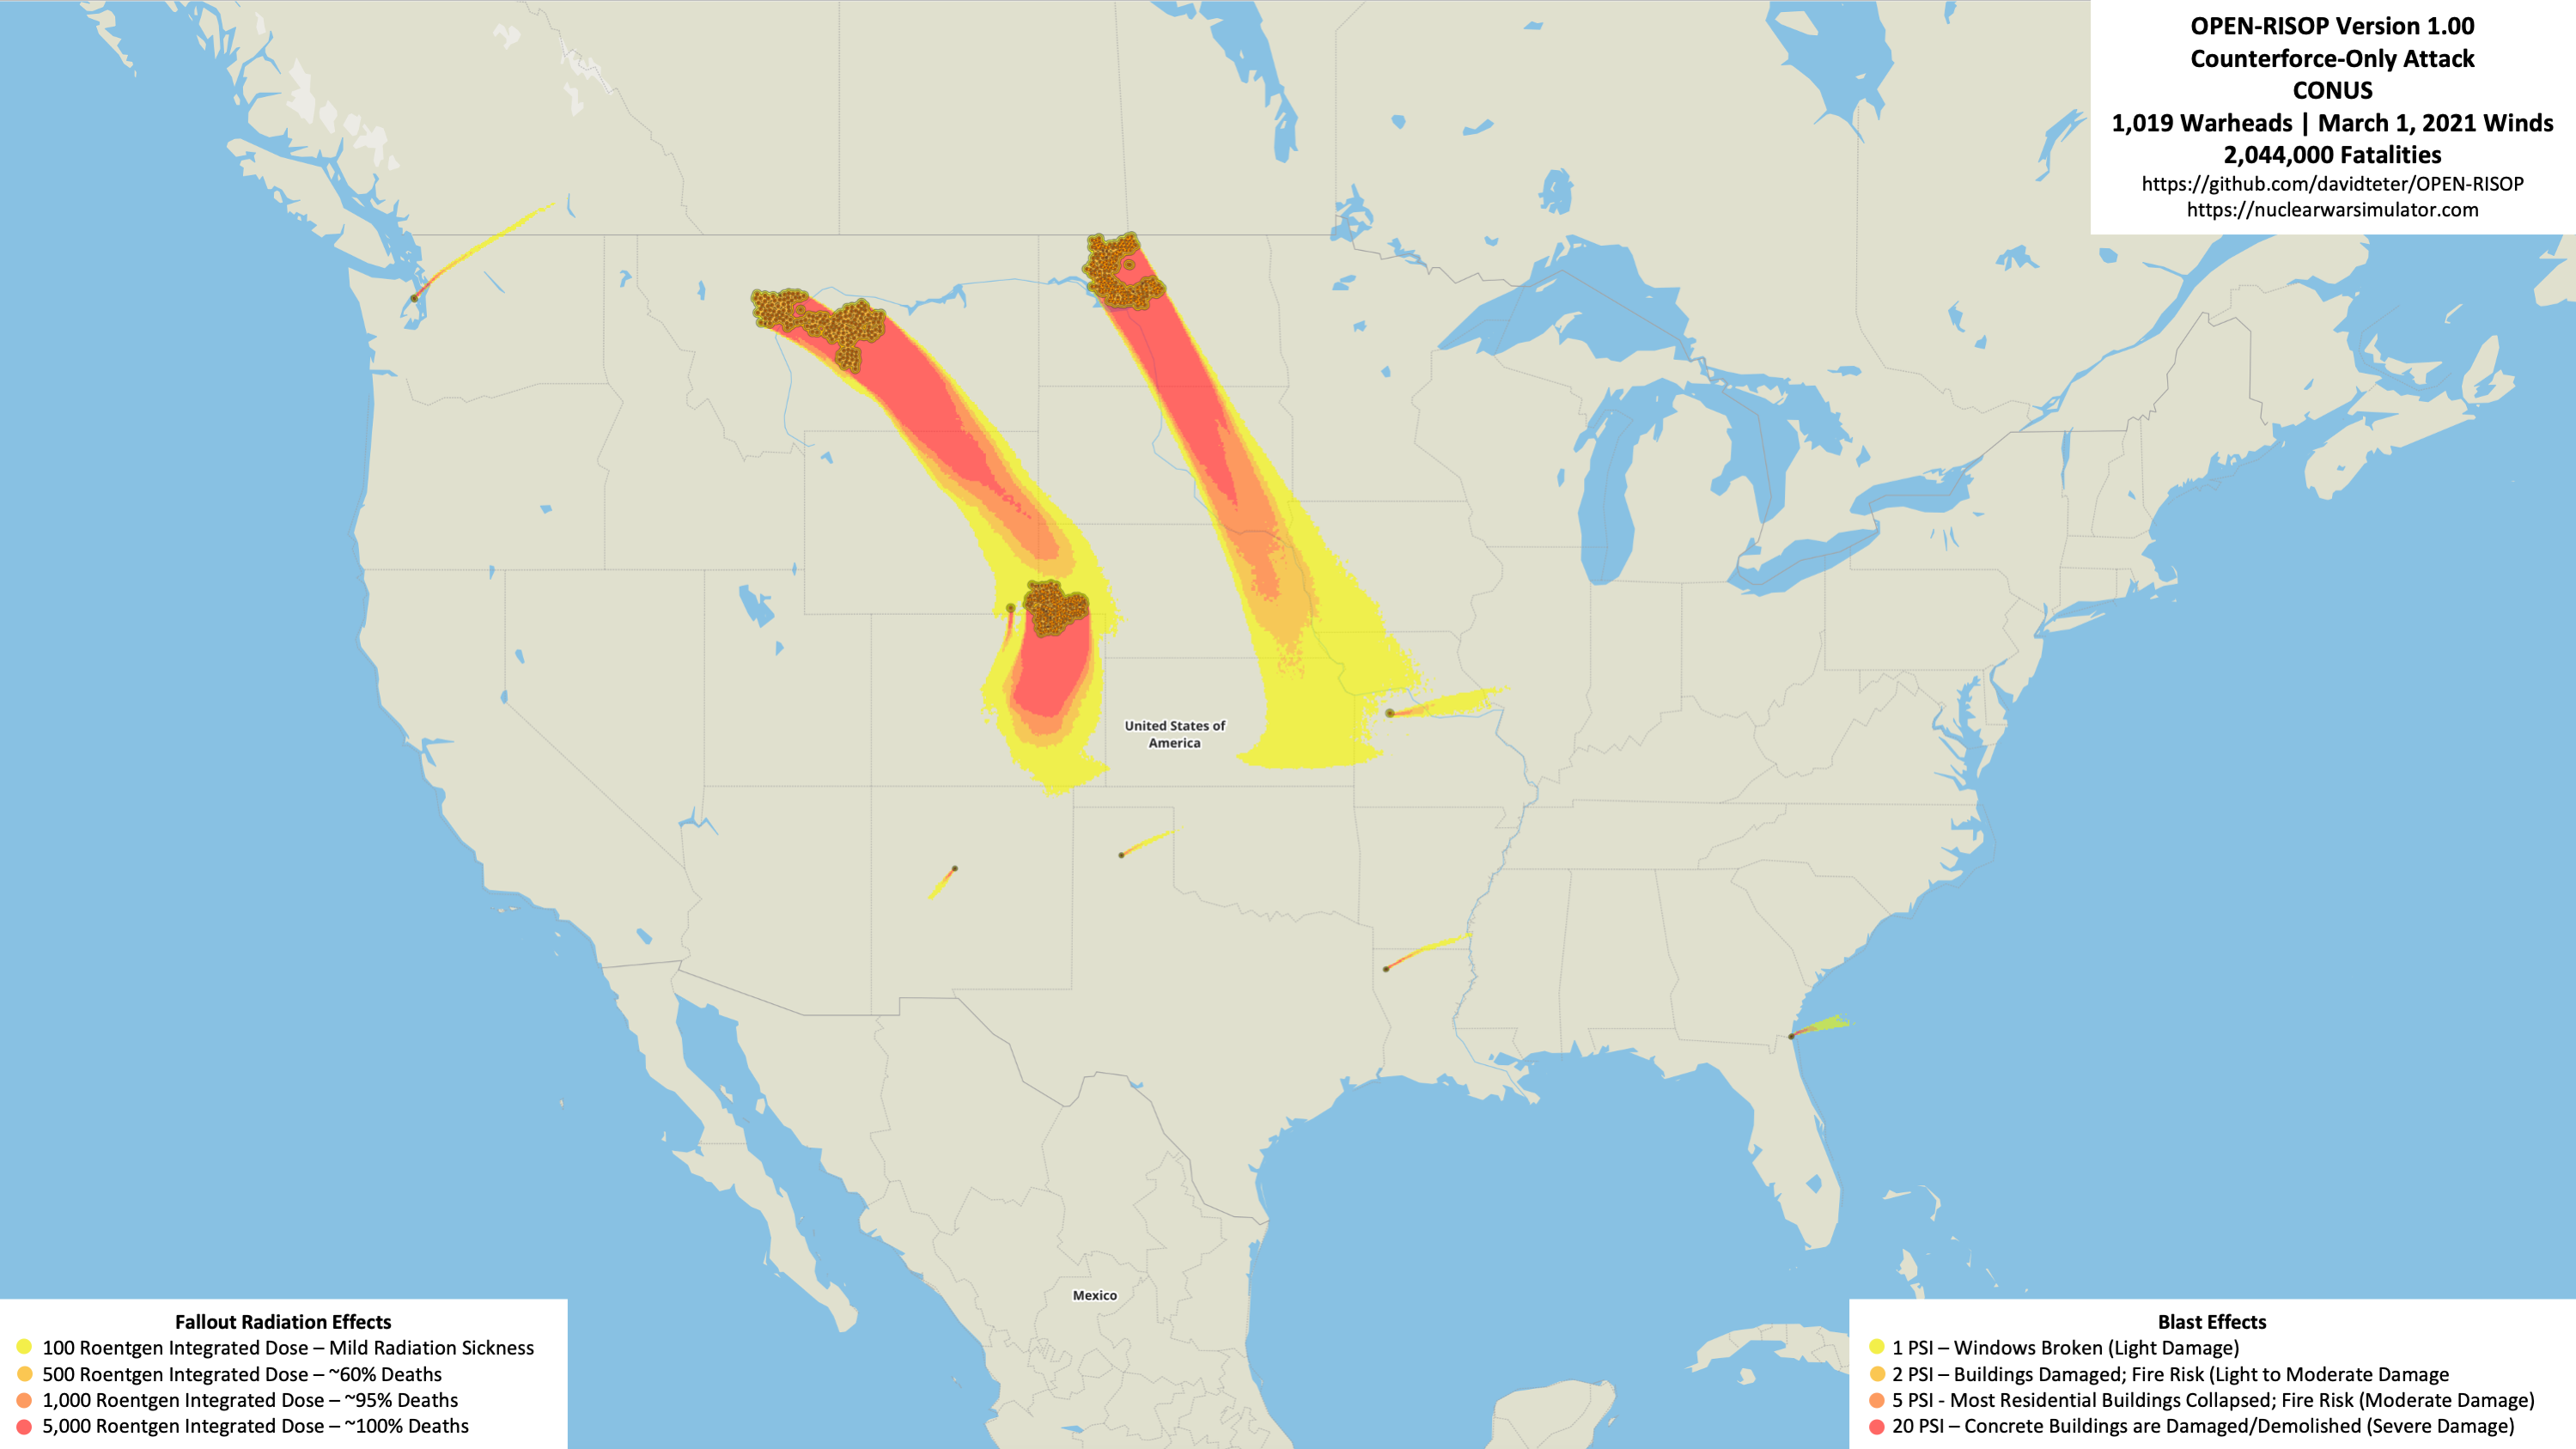 OPEN-RISOP Version 1.00
Counterforce-Only Attack
CONUS
1,019 Warheads | March 1, 2021 Winds
2,044,000 Fatalities
https://github.com/davidteter/OPEN-RISOP
https://nuclearwarsimulator.com
United States of
America
Mexico
Fallout Radiation Effects
100 Roentgen Integrated Dose – Mild Radiation Sickness
500 Roentgen Integrated Dose – ~60% Deaths
1,000 Roentgen Integrated Dose – ~95% Deaths
5,000 Roentgen Integrated Dose – ~100% Deaths
Blast Effects
1 PSI – Windows Broken (Light Damage)
2 PSI – Buildings Damaged; Fire Risk (Light to Moderate Damage
5 PSI - Most Residential Buildings Collapsed; Fire Risk (Moderate Damage)
20 PSI – Concrete Buildings are Damaged/Demolished (Severe Damage)